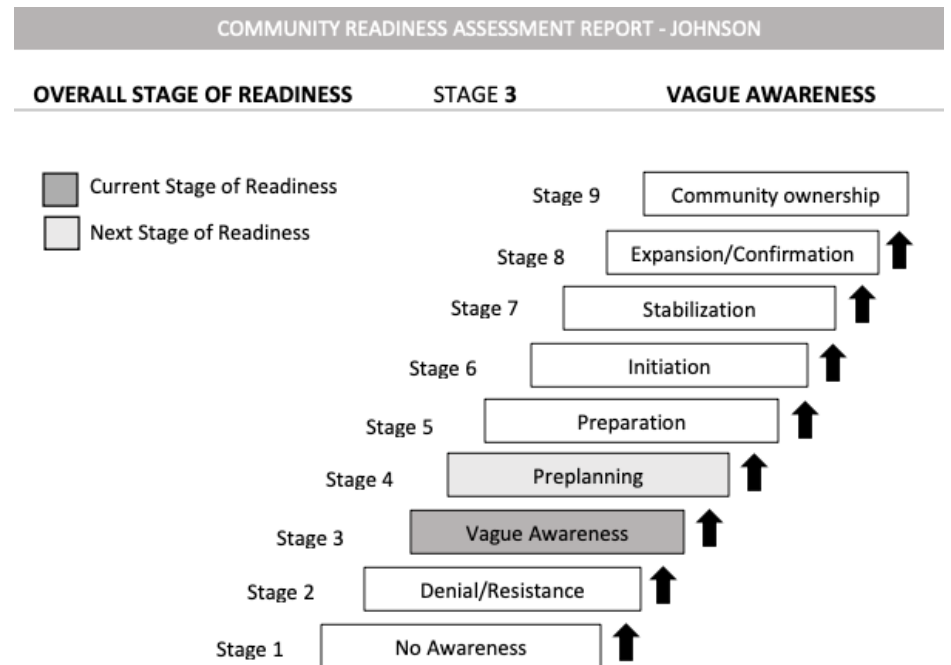 COMMUNITY READINESS ASSESSMENT REPORT - JOHNSON
OVERALL STAGE OF READINESS STAGE 3 VAGUE AWARENESS
Current Stage of Readiness
Next Stage of Readiness
Stage 9 Community ownership
Stage 8 Expansion/Confirmation
Stage 7 Stabilization
Stage 6 Initiation
Stage 5 Preparation
Stage 4 Preplanning
Stage 3 Vague Awareness
Stage 2 Denial/Resistance
Stage 1 No Awareness